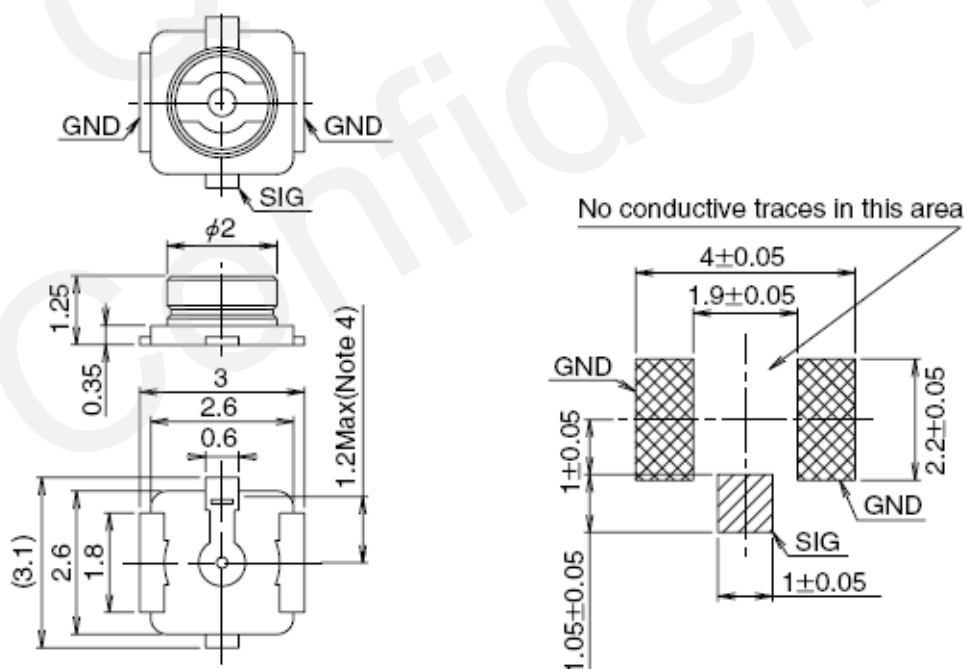 Confiden
GND
GND
SIG
ϕ2
1.25
0.35
3
2.6
0.6
1.2Max(Note 4)
(3.1)
2.6
1.8
No conductive traces in this area
4±0.05
1.9±0.05
GND
1±0.05
2.2±0.05
GND
SIG
1±0.05
1.05±0.05